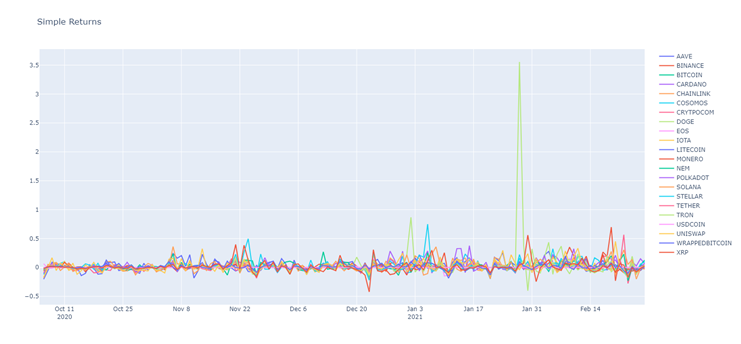 Simple Returns
3.5
3
2.5
2
1.5
1
0.5
0
−0.5
Oct 11
2020
Oct 25
Nov 8
Nov 22
Dec 6
Dec 20
Jan 3
2021
Jan 17
Jan 31
Feb 14
AAVE
BINANCE
BITCOIN
CARDANO
CHAINLINK
COSOMOS
CRYTPOCOM
DOGE
EOS
IOTA
LITECOIN
MONERO
NEM
POLKADOT
SOLANA
STELLAR
TETHER
TRON
USDCOIN
UNISWAP
WRAPPEDBITCOIN
XRP